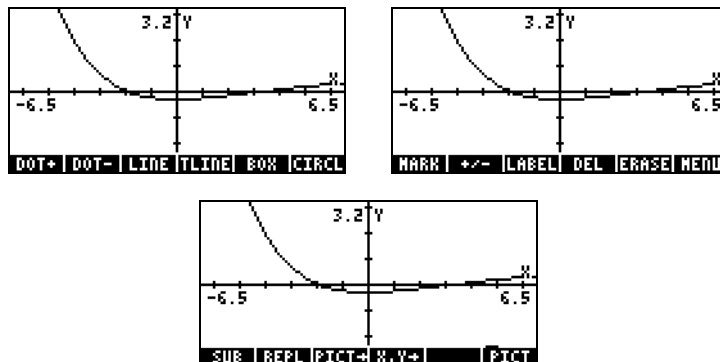 3.2 Y
X
-6.5 6.5
DOT+ DOT- LINE TLINE BOX CIRCL
3.2 Y
X
-6.5 6.5
MARK +/- LABEL DEL ERASE MENU
3.2 Y
X
-6.5 6.5
SUB REPL PICT→ X,Y→ PICT